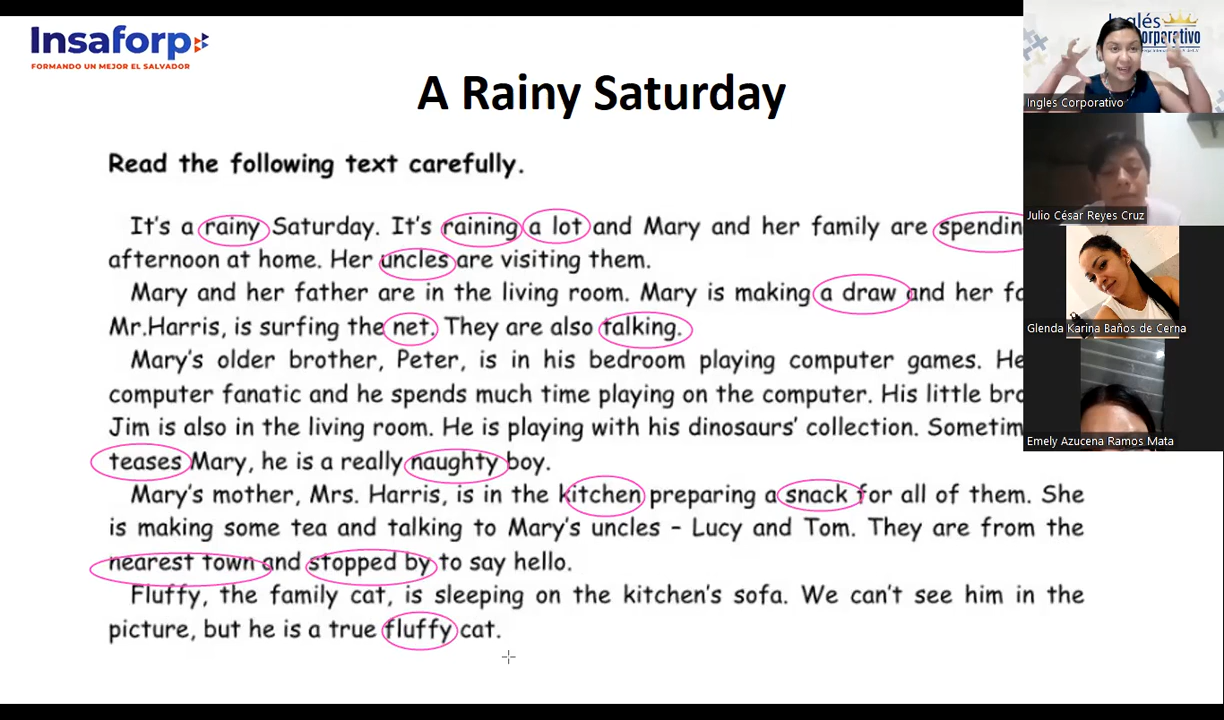 Insaforp
FORMANDO UN MEJOR EL SALVADOR
A Rainy Saturday
Read the following text carefully.
It's a rainy Saturday. It's raining a lot and Mary and her family are
afternoon at home. Her uncles are visiting them.
Mary and her father are in the living room. Mary is making a draw and her
Mr.Harris, is surfing the net. They are also talking.
Mary's older brother, Peter, is in his bedroom playing computer games. He
computer fanatic and he spends much time playing on the computer. His little
Jim is also in the living room. He is playing with his dinosaurs' collection.
teases Mary, he is a really naughty boy.
Mary's mother, Mrs. Harris, is in the kitchen preparing a snack for all of them. She
is making some tea and talking to Mary's uncles – Lucy and Tom. They are from the
nearest town and stopped by to say hello.
Fluffy, the family cat, is sleeping on the kitchen's sofa. We can't see him in the
picture, but he is a true fluffy cat.
Inglés
Corporativo
Ingles Corporativo
Julio César Reyes Cruz
Glenda Karina Baños de Cerna
Emely Azucena Ramos Mata